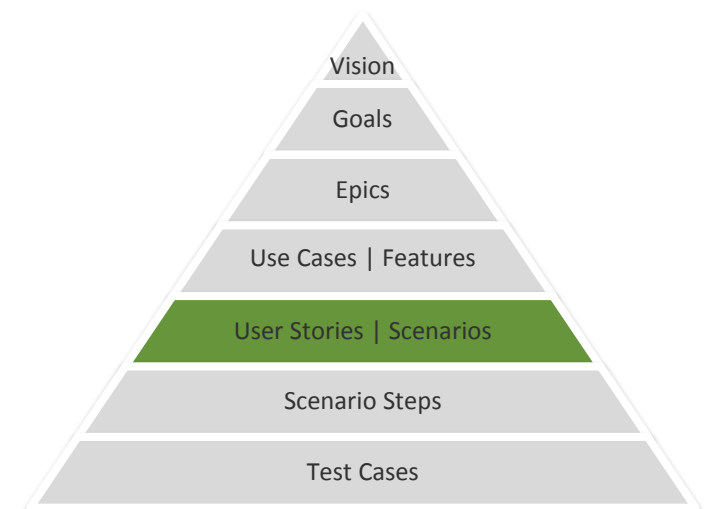 Vision
Goals
Epics
Use Cases | Features
User Stories | Scenarios
Scenario Steps
Test Cases